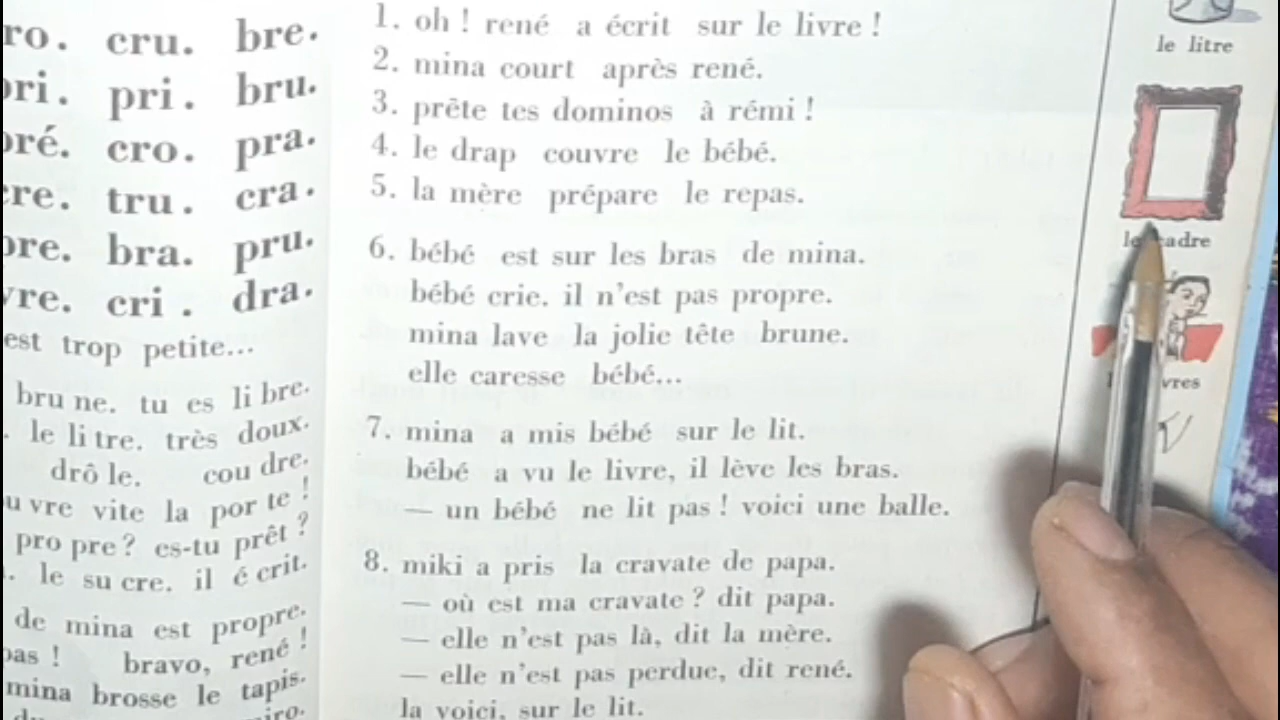 ro. cru. bre.
pri. bru.
cro. pra.
tru. cra.
bra. pru.
cri. dra.
est trop petite...
bru ne. tu es li bre.
le li tre. très doux.
drô le. cou dre.
vre vite la por te !
pro pre ? es-tu prêt ?
le su cre. il é crit.
de mina est propre.
pas ! bravo, rené !
mina brosse le tapis.
1. oh ! rené a écrit sur le livre !
2. mina court après rené.
3. prête tes dominos à rémi !
4. le drap couvre le bébé.
5. la mère prépare le repas.
6. bébé est sur les bras de mina.
bébé crie. il n'est pas propre.
mina lave la jolie tête brune.
elle caresse bébé...
7. mina a mis bébé sur le lit.
bébé a vu le livre, il lève les bras.
— un bébé ne lit pas ! voici une balle.
8. miki a pris la cravate de papa.
— où est ma cravate ? dit papa.
— elle n'est pas là, dit la mère.
— elle n'est pas perdue, dit rené.
la voici, sur le lit.
le litre
le cadre